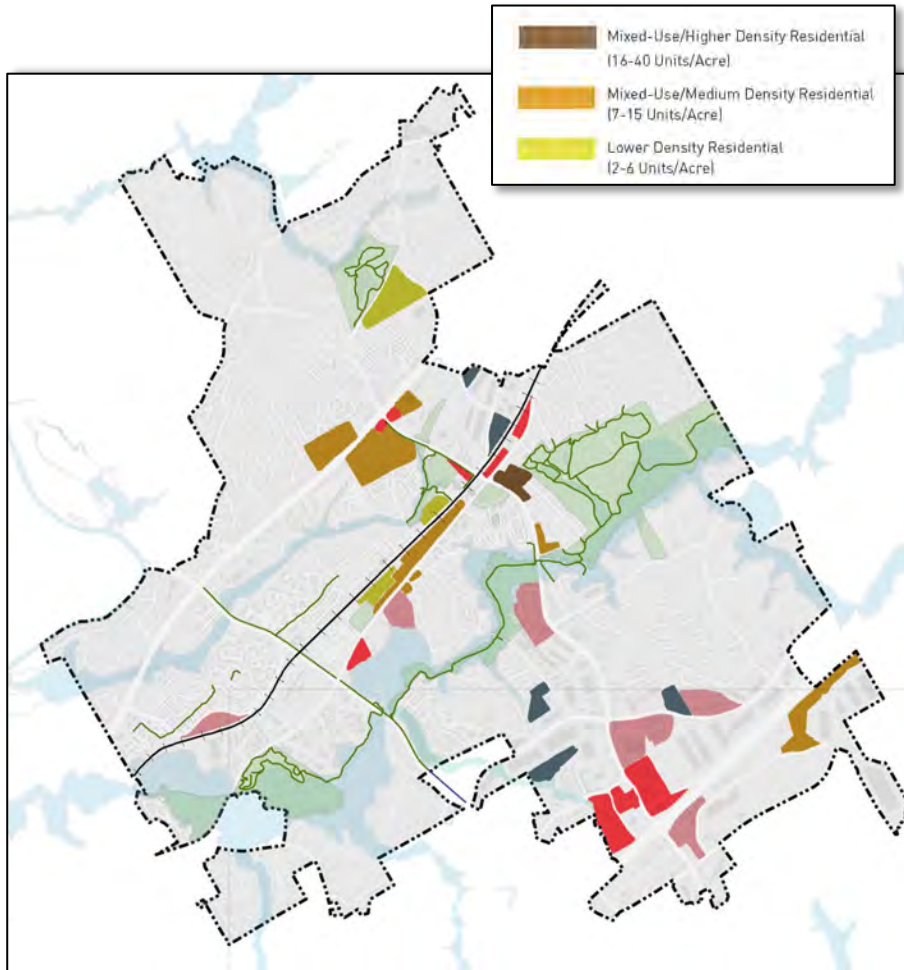 Mixed-Use/Higher Density Residential
(16-40 Units/Acre)
Mixed-Use/Medium Density Residential
(7-15 Units/Acre)
Lower Density Residential
(2-6 Units/Acre)